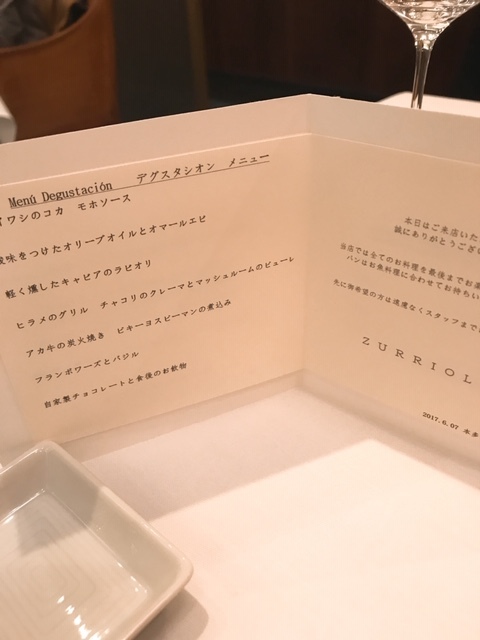 Menú Degustación デグスタシオン メニュー
イワシのコカ モホソース
酸味をつけたオリーブオイルとオマールエビ
軽く燻したキャビアのラビオリ
ヒラメのグリル チャコリのクレーマとマッシュルームのピューレ
アカ牛の炭火焼き ピキーヨスピーマンの煮込み
フランボワーズとバジル
自家製チョコレートと食後のお飲物
本日はご来店いた
誠にありがとうござい
当店では全てのお料理を最後までお楽
パンはお魚料理に合わせてお持ちい
先に御希望の方は遠慮なくスタッフまで
ZURRIOL
2017.6.07